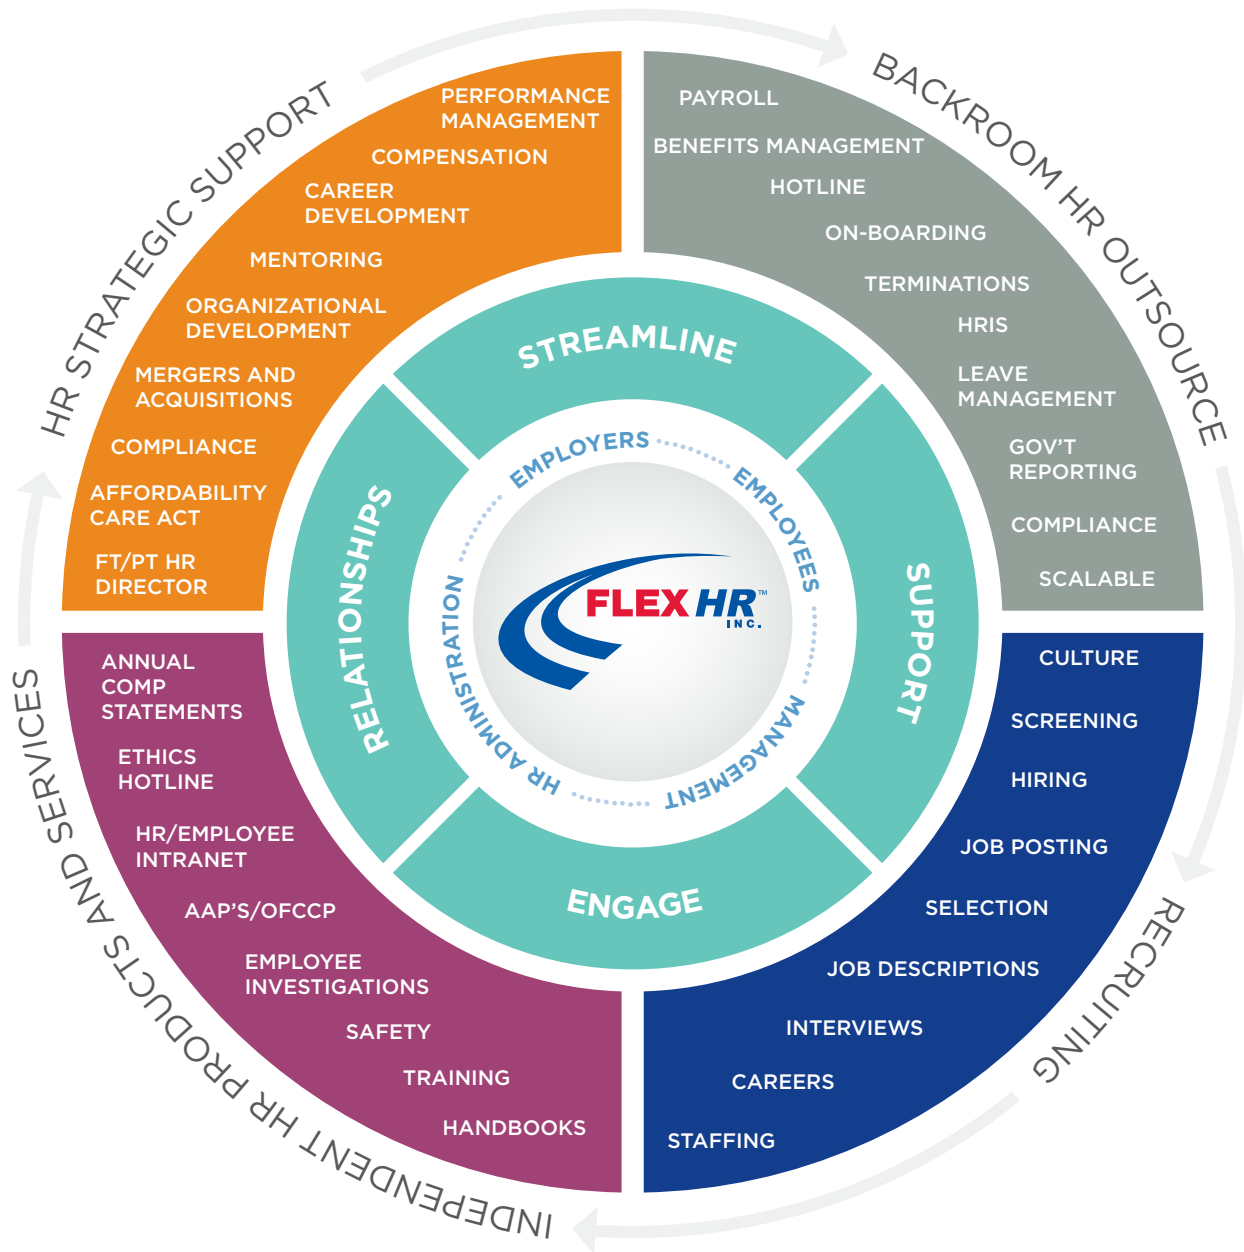 HR STRATEGIC SUPPORT
PERFORMANCE
MANAGEMENT
COMPENSATION
CAREER
DEVELOPMENT
MENTORING
ORGANIZATIONAL
DEVELOPMENT
MERGERS AND
ACQUISITIONS
COMPLIANCE
AFFORDABILITY
CARE ACT
FT/PT HR
DIRECTOR
BACKROOM HR OUTSOURCE
PAYROLL
BENEFITS MANAGEMENT
HOTLINE
ON-BOARDING
TERMINATIONS
HRIS
LEAVE
MANAGEMENT
GOV'T
REPORTING
COMPLIANCE
SCALABLE
RECRUITING
CULTURE
SCREENING
HIRING
JOB POSTING
SELECTION
JOB DESCRIPTIONS
INTERVIEWS
CAREERS
STAFFING
INDEPENDENT HR PRODUCTS AND SERVICES
ANNUAL
COMP
STATEMENTS
ETHICS
HOTLINE
HR/EMPLOYEE
INTRANET
AAP'S/OFCCP
EMPLOYEE
INVESTIGATIONS
SAFETY
TRAINING
HANDBOOKS
STREAMLINE
SUPPORT
ENGAGE
RELATIONSHIPS
EMPLOYERS
EMPLOYEES
MANAGEMENT
HR ADMINISTRATION
FLEX HR™
INC.